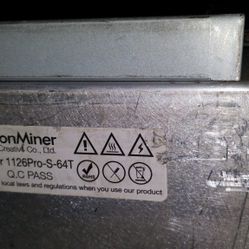 onMiner
Creative Co., Ltd.
r 1126Pro-S-64T
Q.C PASS
local laws and regulations when you use our product